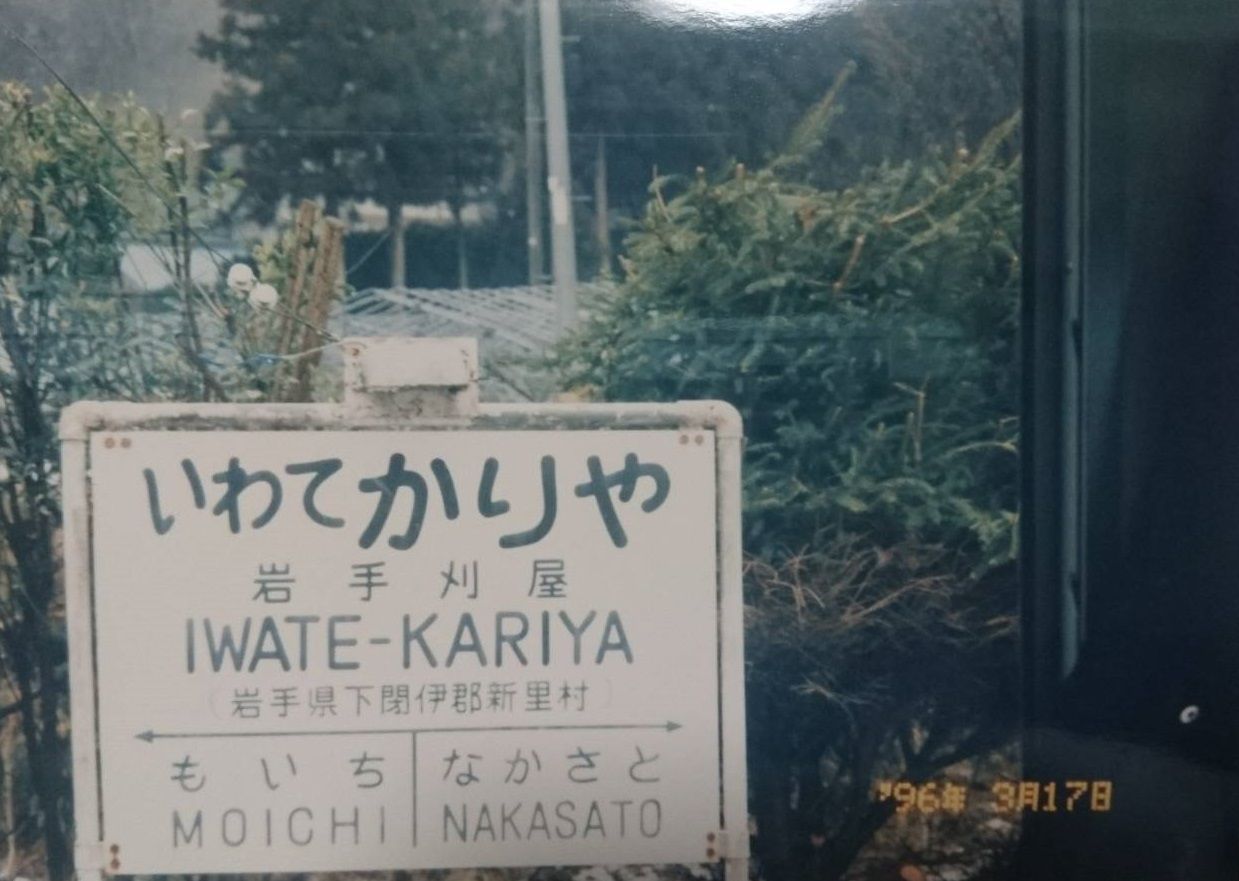 いわてかりや
岩手刈屋
IWATE-KARIYA
(岩手県下閉伊郡新里村)
もいち なかさと
MOICHI NAKASATO
'96年 3月17日